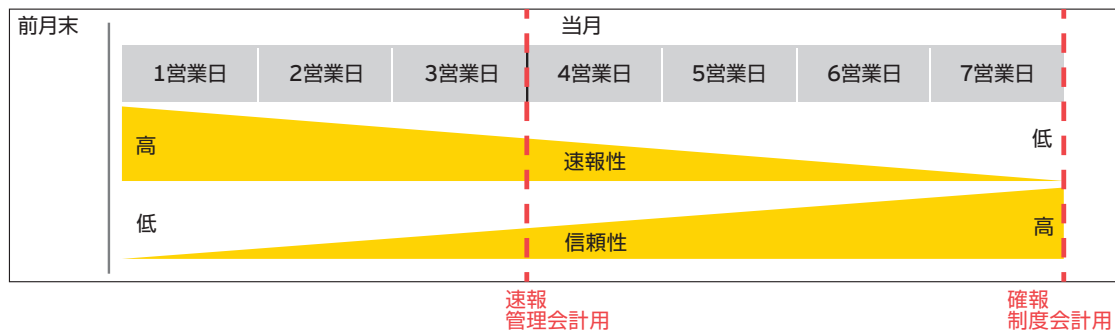 前月末
当月
1営業日 2営業日 3営業日 4営業日 5営業日 6営業日 7営業日
高
低
速報性
低
高
信頼性
速報
管理会計用
確報
制度会計用